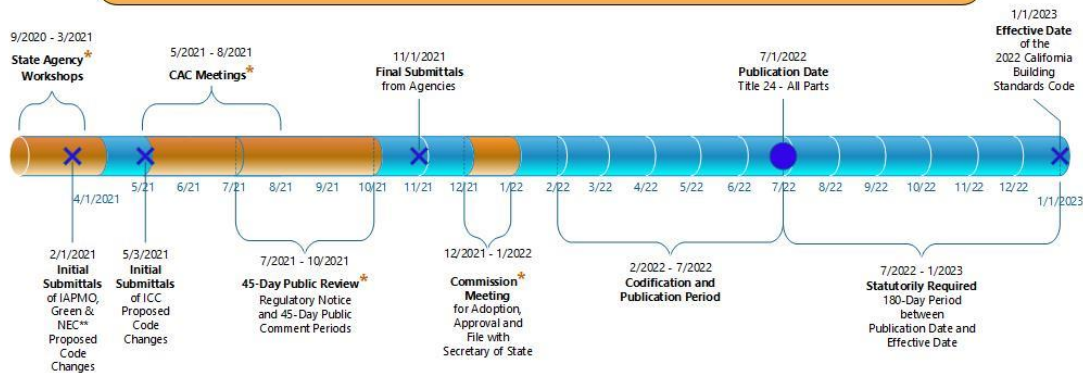 9/2020 - 3/2021
State Agency*
Workshops
5/2021 - 8/2021
CAC Meetings*
11/1/2021
Final Submittals
from Agencies
7/1/2022
Publication Date
Title 24 - All Parts
1/1/2023
Effective Date
of the
2022 California
Building
Standards Code
4/1/2021
5/21
6/21
7/21
8/21
9/21
10/21
11/21
12/21
1/22
2/22
3/22
4/22
5/22
6/22
7/22
8/22
9/22
10/22
11/22
12/22
1/1/2023
2/1/2021
Initial
Submittals
of IAPMO,
Green &
NEC**
Proposed
Code
Changes
5/3/2021
Initial
Submittals
of ICC
Proposed
Code
Changes
7/2021 - 10/2021
45-Day Public Review*
Regulatory Notice
and 45-Day Public
Comment Periods
12/2021 - 1/2022
Commission*
Meeting
for Adoption,
Approval and
File with
Secretary of State
2/2022 - 7/2022
Codification and
Publication Period
7/2022 - 1/2023
Statutorily Required
180-Day Period
between
Publication Date and
Effective Date